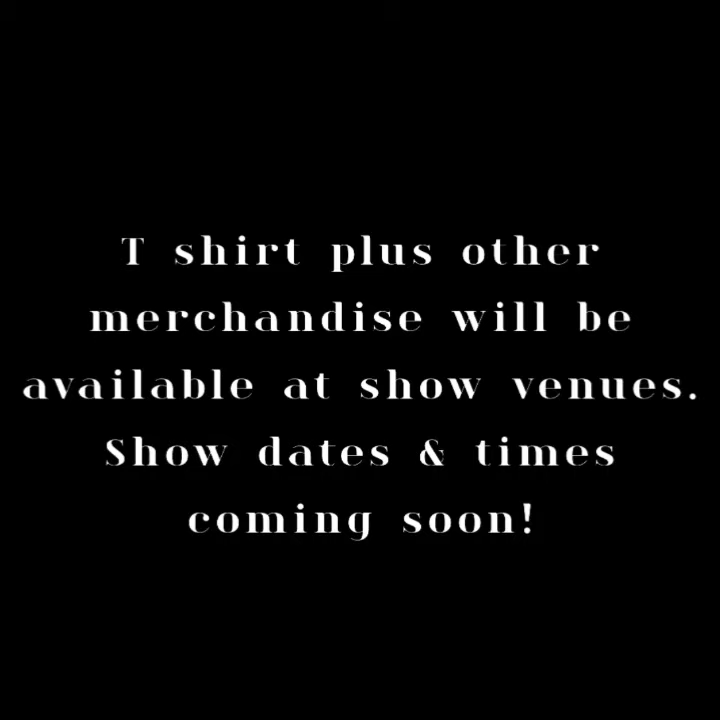 T shirt plus other
merchandise will be
available at show venues.
Show dates & times
coming soon!